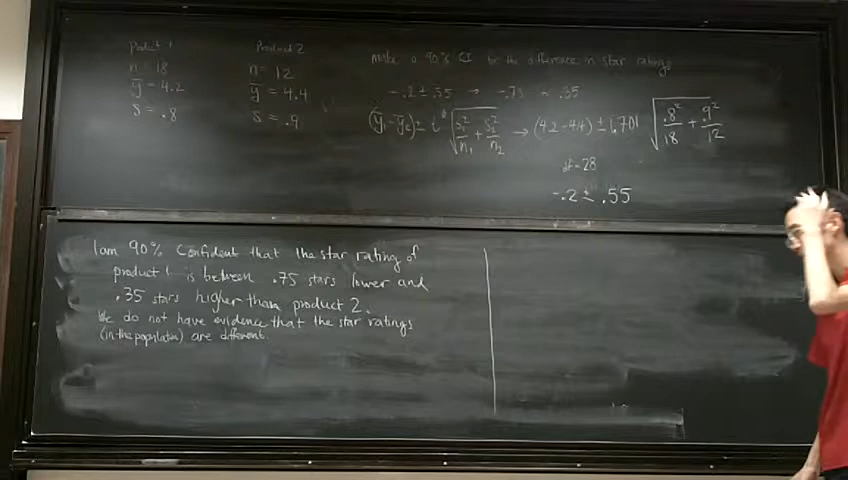 Product 1
n = 18
ȳ = 4.2
s = .8
Product 2
n = 12
ȳ = 4.4
s = .9
make a 90% CI for the difference in star ratings
-.2 ± .55 → -.75 .35
(ȳ₁-ȳ₂) ± t* √(s₁²/n₁ + s₂²/n₂) → (4.2-4.4) ± 1.701 √(.8²/18 + .9²/12)
df=28
-.2 ± .55
I am 90% Confident that the star rating of
product 1 is between .75 stars lower and
.35 stars higher than product 2.
We do not have evidence that the star ratings
(in the population) are different.